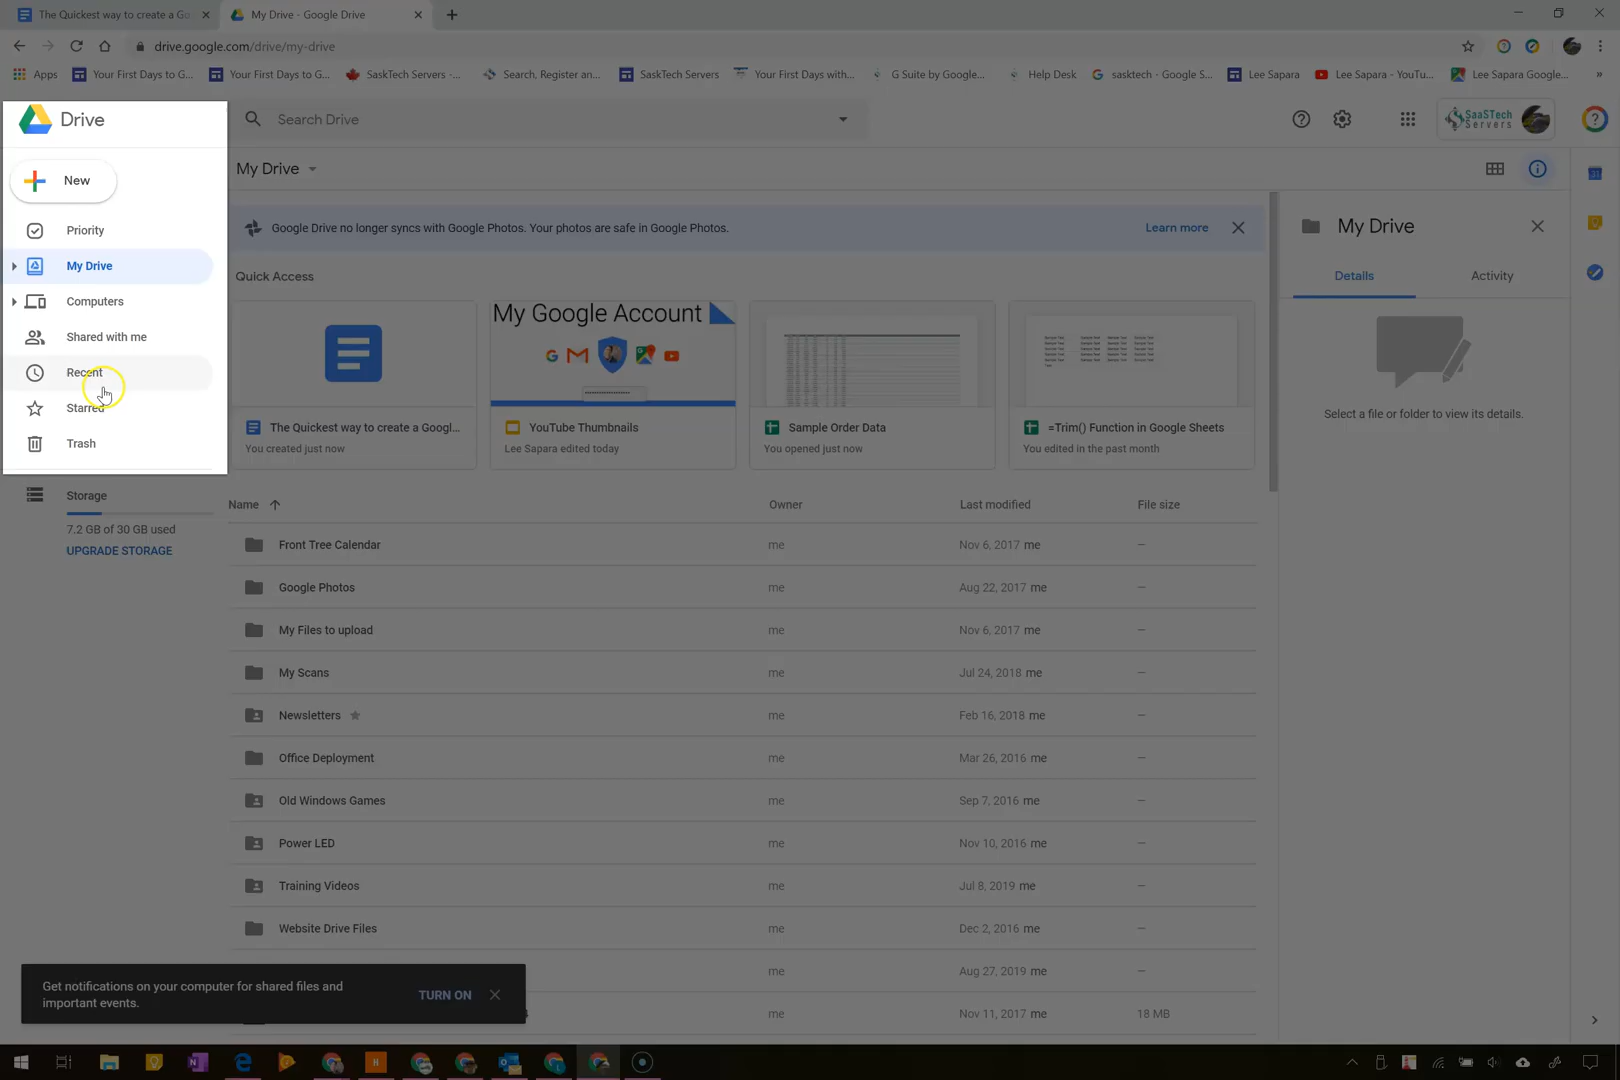 The Quickest way to create a Go
My Drive - Google Drive
drive.google.com/drive/my-drive
Apps
Your First Days to G...
Your First Days to G...
SaskTech Servers -...
Search, Register an...
SaskTech Servers
Your First Days with...
G Suite by Google...
Help Desk
sasktech - Google S...
Lee Sapara
Lee Sapara - YouTu...
Lee Sapara Google...
Drive
Search Drive
SaaSTech
Servers
New
My Drive
Priority
My Drive
Computers
Shared with me
Recent
Starred
Trash
Storage
7.2 GB of 30 GB used
UPGRADE STORAGE
Google Drive no longer syncs with Google Photos. Your photos are safe in Google Photos.
Learn more
Quick Access
My Google Account
The Quickest way to create a Googl...
You created just now
YouTube Thumbnails
Lee Sapara edited today
Sample Order Data
You opened just now
=Trim() Function in Google Sheets
You edited in the past month
Name
Owner
Last modified
File size
Front Tree Calendar
me
Nov 6, 2017 me
—
Google Photos
me
Aug 22, 2017 me
—
My Files to upload
me
Nov 6, 2017 me
—
My Scans
me
Jul 24, 2018 me
—
Newsletters
me
Feb 16, 2018 me
—
Office Deployment
me
Mar 26, 2016 me
—
Old Windows Games
me
Sep 7, 2016 me
—
Power LED
me
Nov 10, 2016 me
—
Training Videos
me
Jul 8, 2019 me
—
Website Drive Files
me
Dec 2, 2016 me
—
me
Aug 27, 2019 me
—
me
Nov 11, 2017 me
18 MB
My Drive
Details
Activity
Select a file or folder to view its details.
Get notifications on your computer for shared files and
important events.
TURN ON